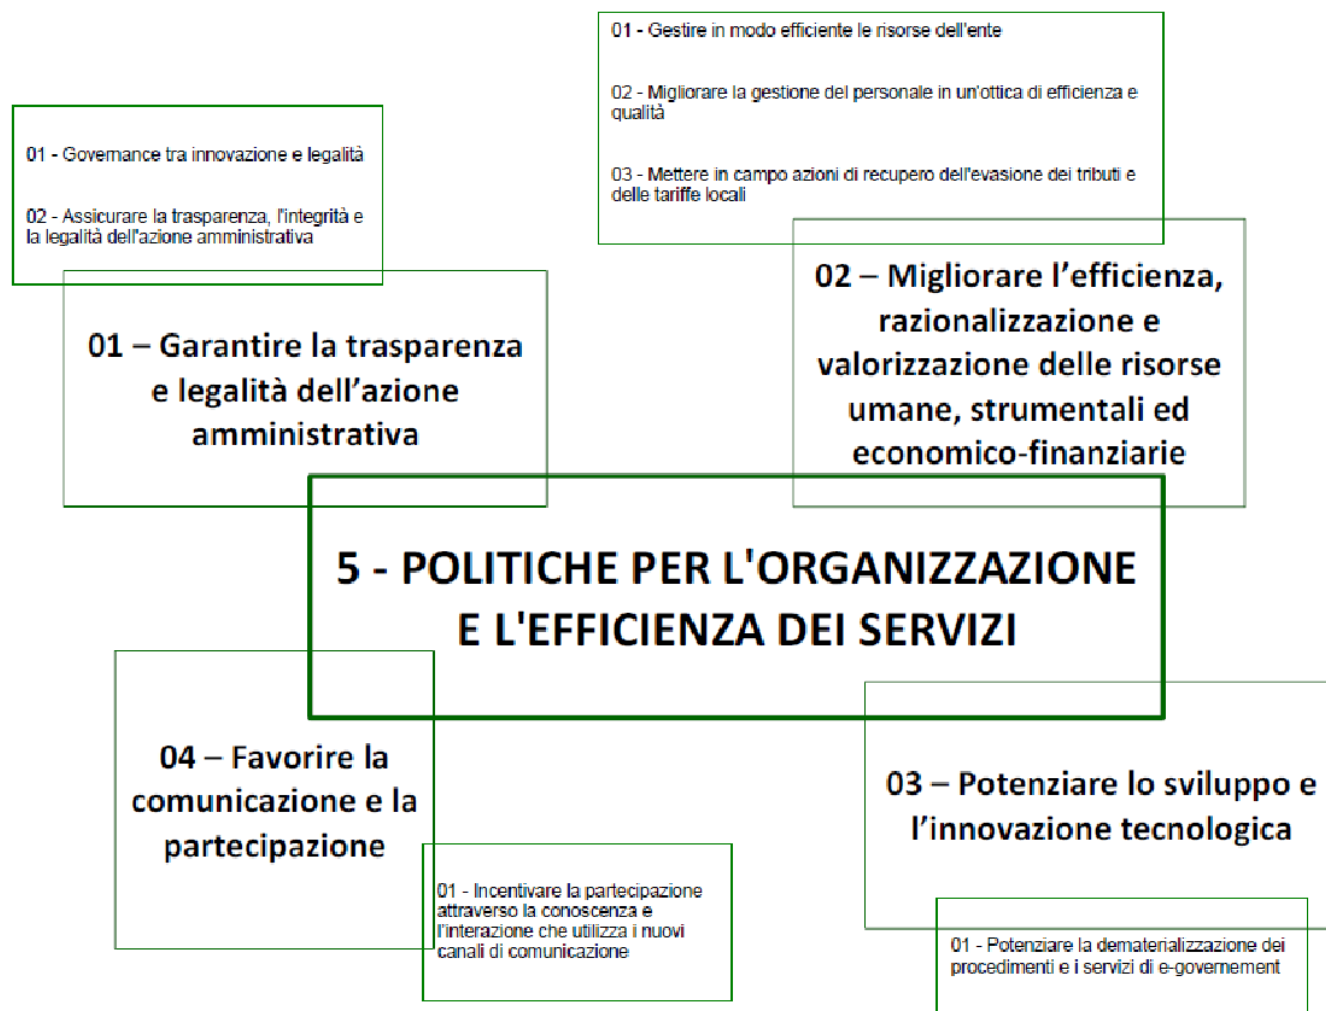 01 - Gestire in modo efficiente le risorse dell'ente
02 - Migliorare la gestione del personale in un'ottica di efficienza e
qualità
03 - Mettere in campo azioni di recupero dell'evasione dei tributi e
delle tariffe locali
01 - Governance tra innovazione e legalità
02 - Assicurare la trasparenza, l'integrità e
la legalità dell'azione amministrativa
01 – Garantire la trasparenza
e legalità dell’azione
amministrativa
02 – Migliorare l’efficienza,
razionalizzazione e
valorizzazione delle risorse
umane, strumentali ed
economico-finanziarie
5 - POLITICHE PER L'ORGANIZZAZIONE
E L'EFFICIENZA DEI SERVIZI
04 – Favorire la
comunicazione e la
partecipazione
01 - Incentivare la partecipazione
attraverso la conoscenza e
l'interazione che utilizza i nuovi
canali di comunicazione
03 – Potenziare lo sviluppo e
l’innovazione tecnologica
01 - Potenziare la dematerializzazione dei
procedimenti e i servizi di e-governement